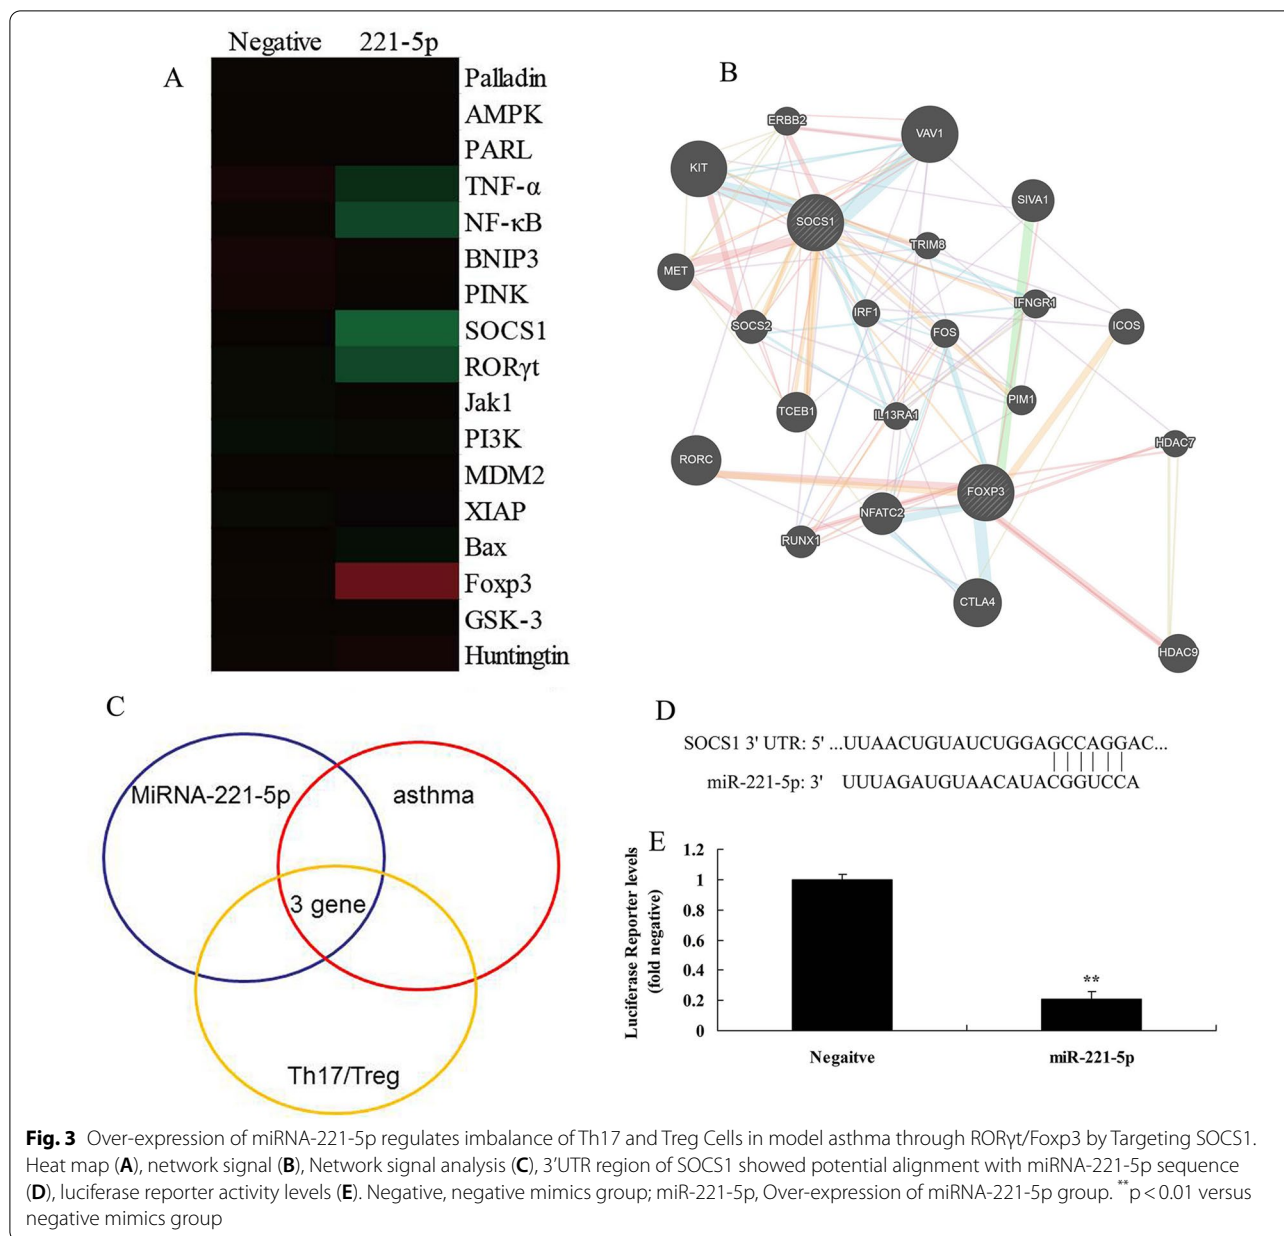 Negative 221-5p
A
Palladin
AMPK
PARL
TNF-α
NF-κB
BNIP3
PINK
SOCS1
RORγt
Jak1
PI3K
MDM2
XIAP
Bax
Foxp3
GSK-3
Huntingtin
B
ERBB2
VAV1
KIT
SIVA1
SOCS1
TRIM8
MET
IFNGR1
IRF1
SOCS2
FOS
ICOS
PIM1
TCEB1
IL13RA1
HDAC7
RORC
FOXP3
NFATC2
RUNX1
CTLA4
HDAC9
C
MiRNA-221-5p
asthma
3 gene
Th17/Treg
D
SOCS1 3' UTR: 5' ...UUAACUGUAUCUGGAGCCAGGAC...
miR-221-5p: 3' UUUAGAUGUAACAUACGGUCCA
E
Luciferase Reporter levels
(fold negative)
1.2
1
0.8
0.6
0.4
0.2
0
**
Negaitve
miR-221-5p
Fig. 3 Over-expression of miRNA-221-5p regulates imbalance of Th17 and Treg Cells in model asthma through RORγt/Foxp3 by Targeting SOCS1.
Heat map (A), network signal (B), Network signal analysis (C), 3’UTR region of SOCS1 showed potential alignment with miRNA-221-5p sequence
(D), luciferase reporter activity levels (E). Negative, negative mimics group; miR-221-5p, Over-expression of miRNA-221-5p group. **p < 0.01 versus
negative mimics group